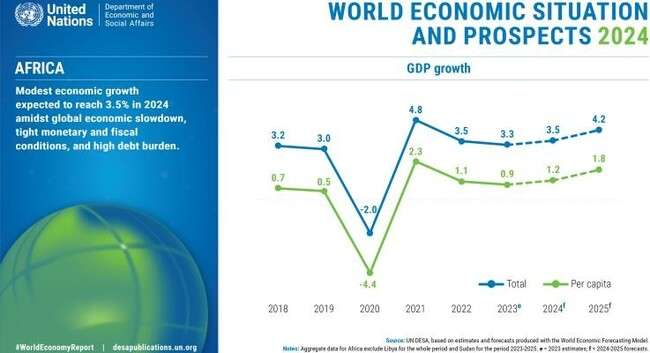 United
Nations
Department of
Economic and
Social Affairs
WORLD ECONOMIC SITUATION
AND PROSPECTS 2024
AFRICA
Modest economic growth
expected to reach 3.5% in 2024
amidst global economic slowdown,
tight monetary and fiscal
conditions, and high debt burden.
GDP growth
3.2 3.0 -2.0 4.8 3.5 3.3 3.5 4.2
0.7 0.5 -4.4 2.3 1.1 0.9 1.2 1.8
Total Per capita
2018 2019 2020 2021 2022 2023e 2024f 2025f
#WorldEconomyReport | desapublications.un.org
Source: UN DESA, based on estimates and forecasts produced with the World Economic Forecasting Model.
Notes: Aggregate data for Africa exclude Libya for the whole period and Sudan for the period 2023-2025. e = 2023 estimates; f = 2024-2025 forecasts.